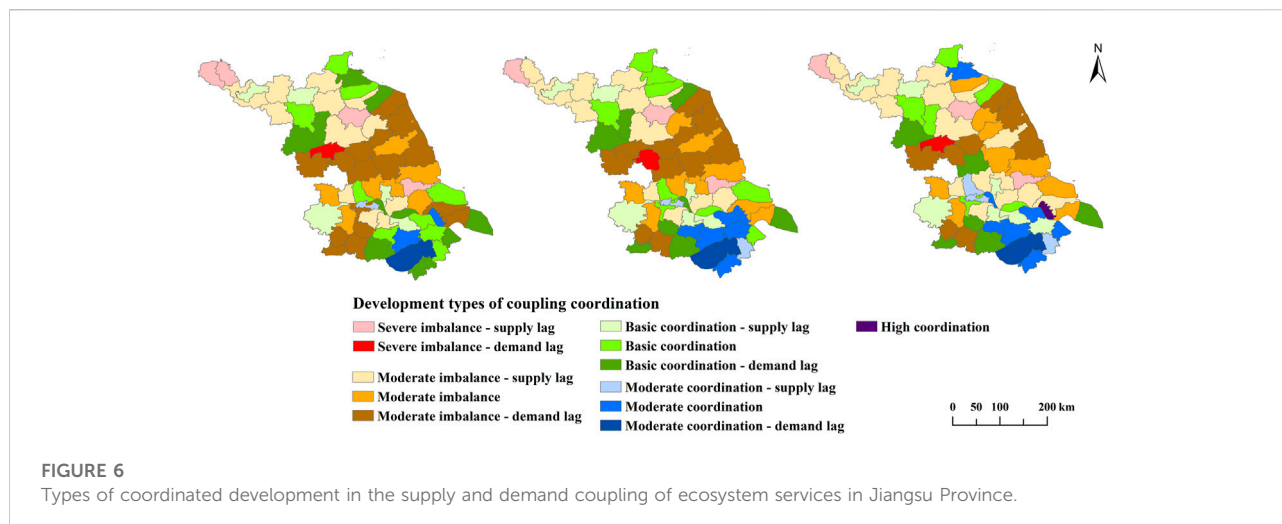 N
Development types of coupling coordination
Severe imbalance - supply lag
Severe imbalance - demand lag
Moderate imbalance - supply lag
Moderate imbalance
Moderate imbalance - demand lag
Basic coordination - supply lag
Basic coordination
Basic coordination - demand lag
Moderate coordination - supply lag
Moderate coordination
Moderate coordination - demand lag
High coordination
0 50 100 200 km
FIGURE 6
Types of coordinated development in the supply and demand coupling of ecosystem services in Jiangsu Province.